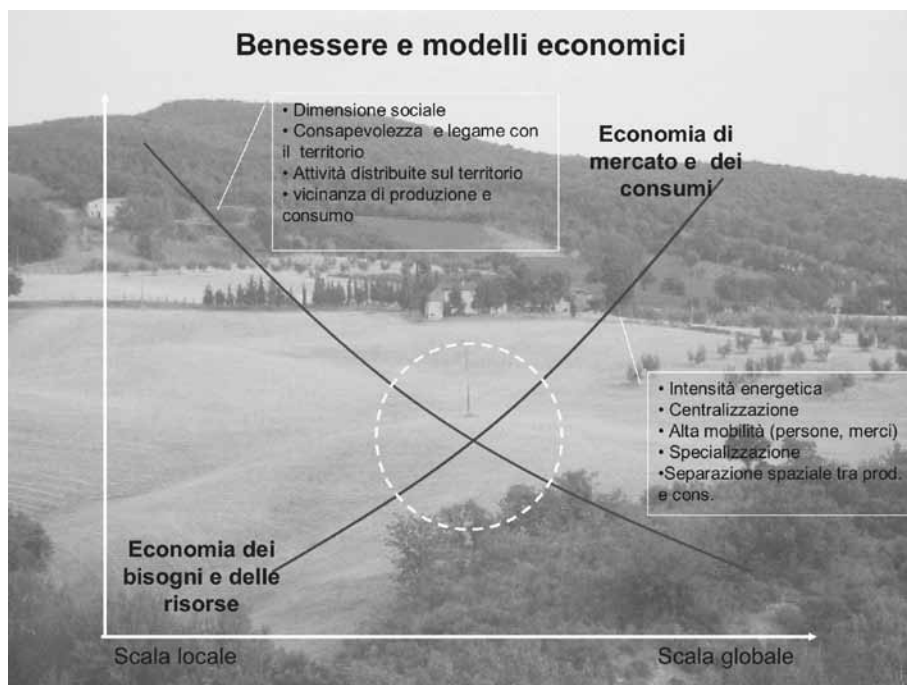 Benessere e modelli economici
• Dimensione sociale
• Consapevolezza e legame con
il territorio
• Attività distribuite sul territorio
• vicinanza di produzione e
consumo
Economia di
mercato e dei
consumi
• Intensità energetica
• Centralizzazione
• Alta mobilità (persone, merci)
• Specializzazione
•Separazione spaziale tra prod.
e cons.
Economia dei
bisogni e delle
risorse
Scala locale
Scala globale